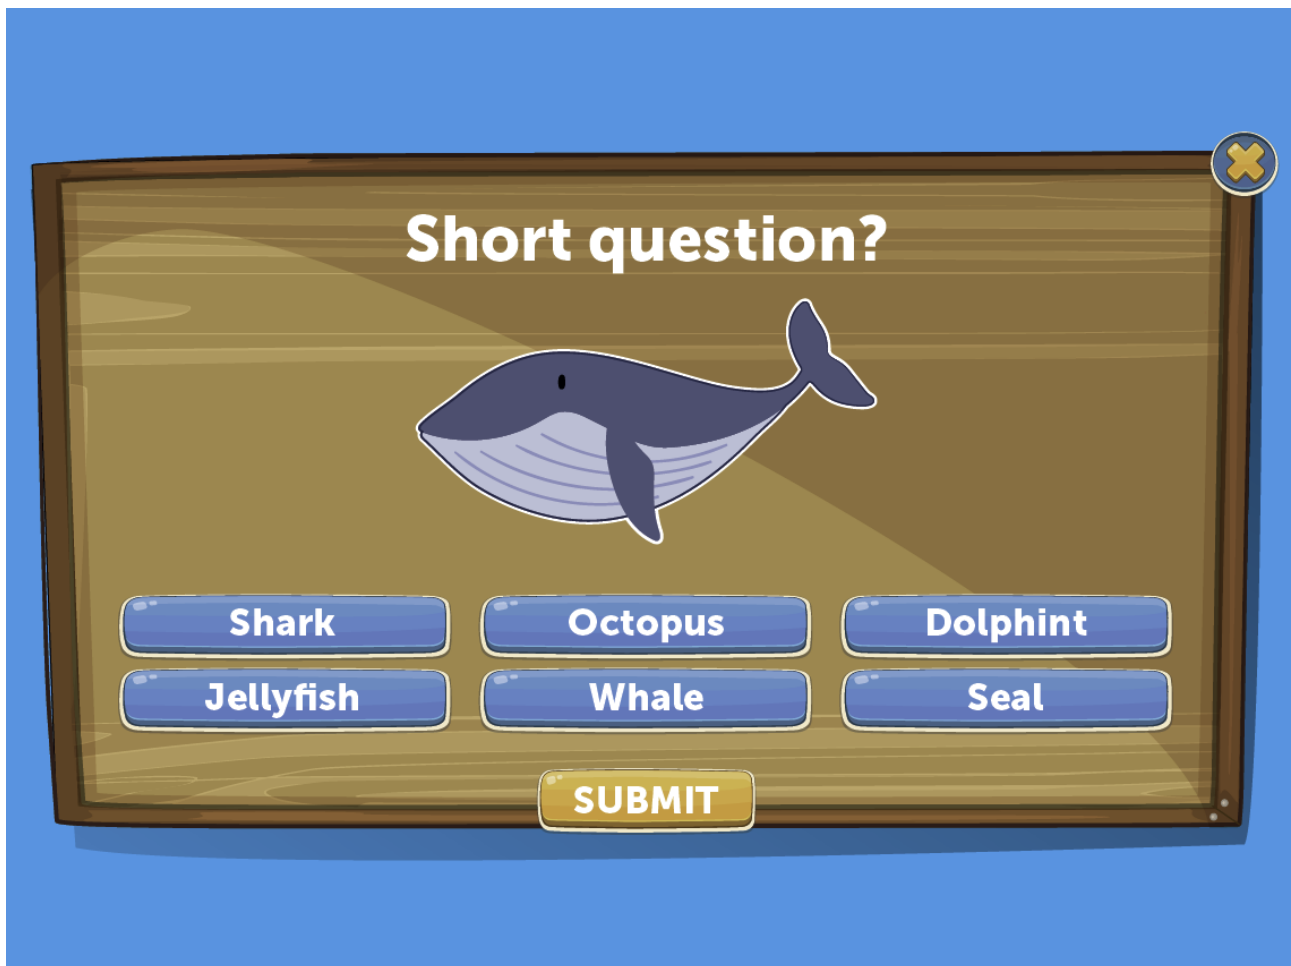 Short question?
Shark
Octopus
Dolphint
Jellyfish
Whale
Seal
SUBMIT